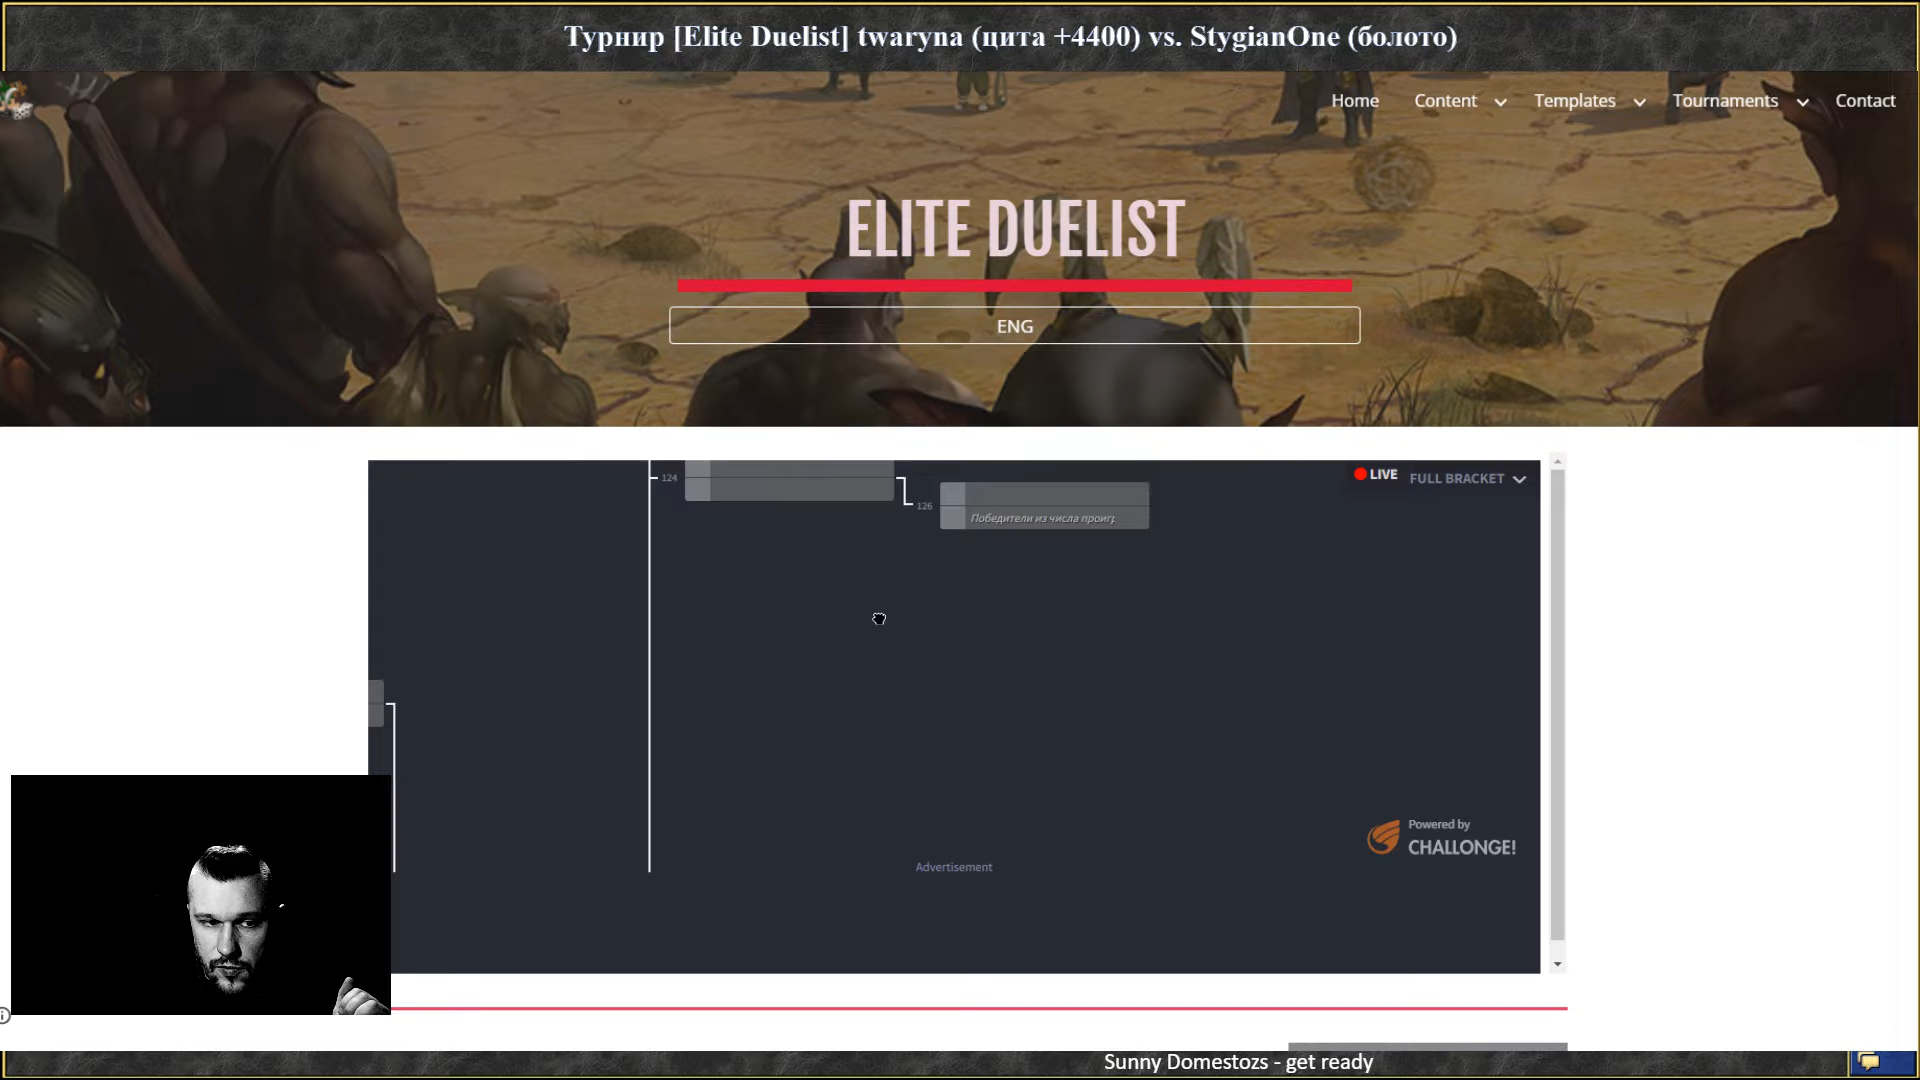 Турнир [Elite Duelist] twaryna (цита +4400) vs. StygianOne (болото)
Home Content Templates Tournaments Contact
ELITE DUELIST
ENG
124
LIVE FULL BRACKET
126
Победители из числа проигр
Powered by
CHALLONGE!
Advertisement
Sunny Domestozs - get ready